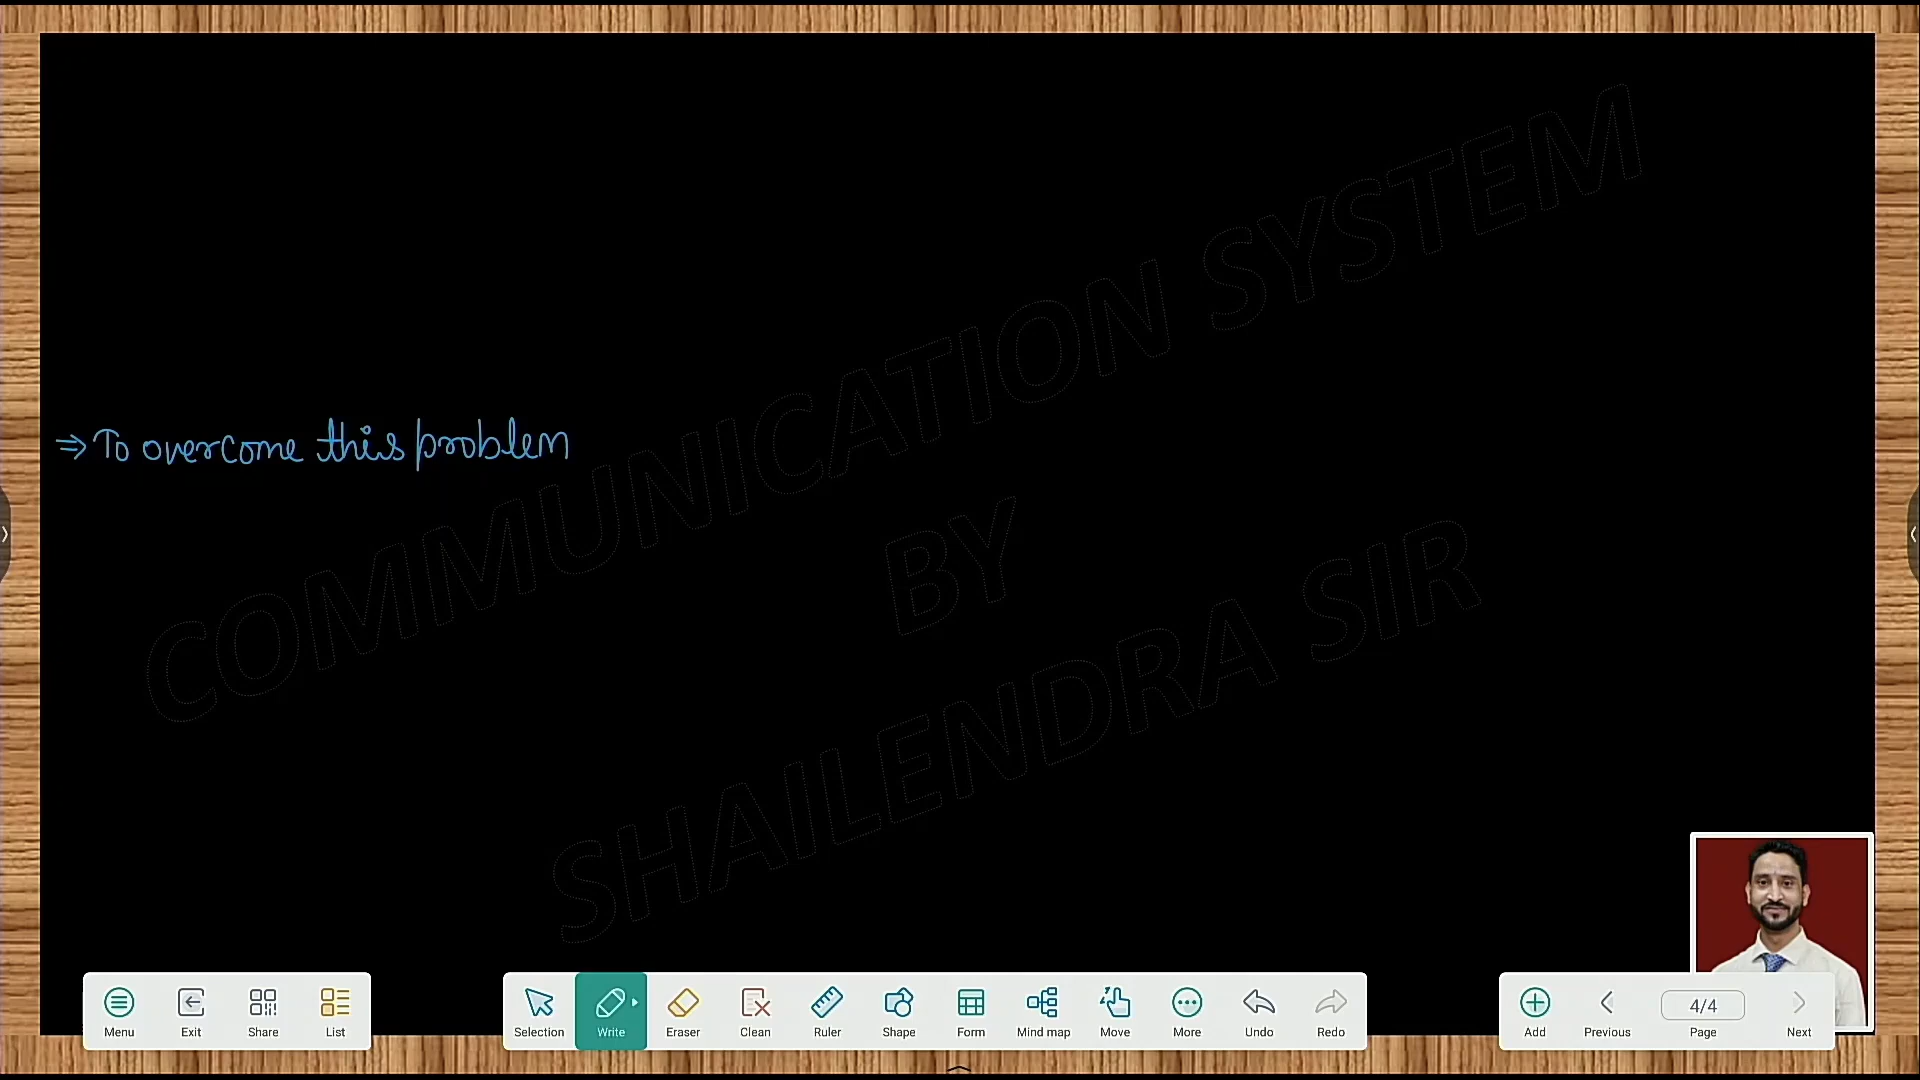 COMMUNICATION SYSTEM
⇒ To overcome this problem
BY
SHAILENDRA SIR
Menu Exit Share List Selection Write Eraser Clean Ruler Shape Form Mind map Move More Undo Redo Add Previous 4/4 Page Next